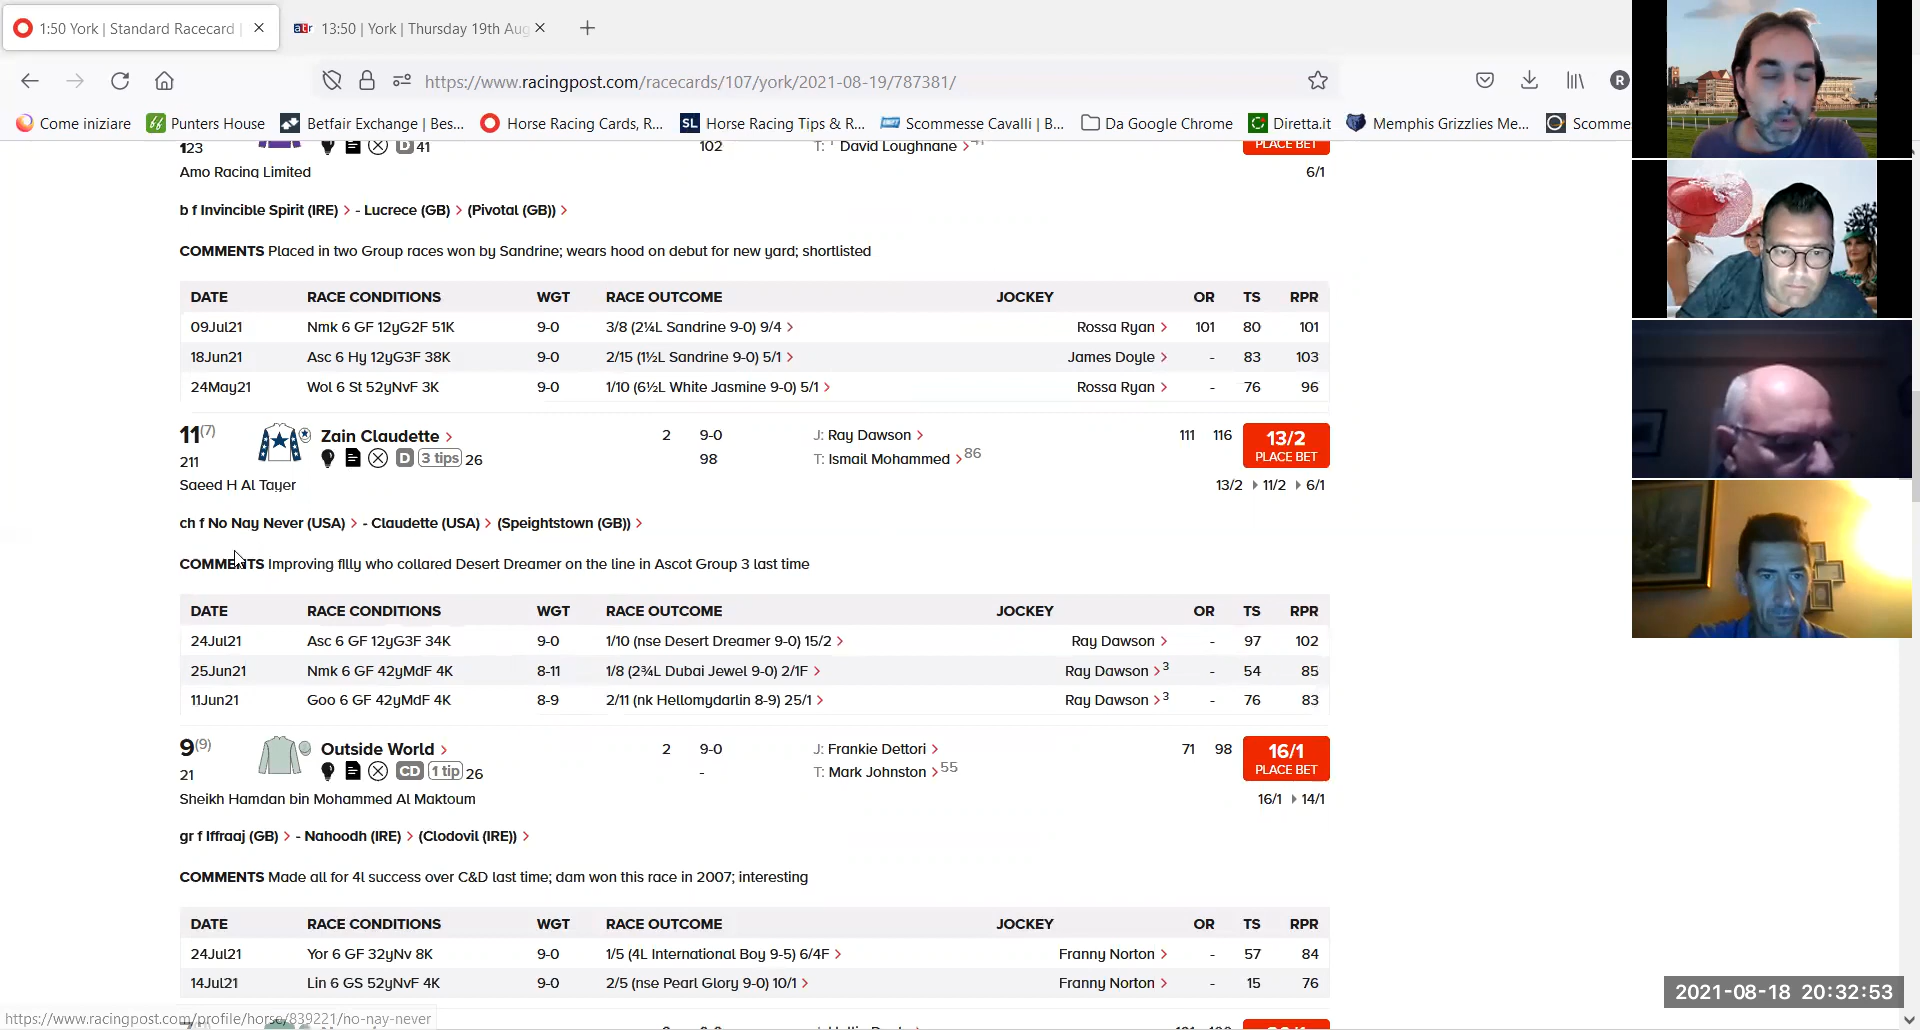 1:50 York | Standard Racecard |
atr 13:50 | York | Thursday 19th Aug
https://www.racingpost.com/racecards/107/york/2021-08-19/787381/
R
Come iniziare Punters House Betfair Exchange | Bes... Horse Racing Cards, R... SL Horse Racing Tips & R... Scommesse Cavalli | B... Da Google Chrome Diretta.it Memphis Grizzlies Me... Scomme
123 D 41 102 T: David Loughnane 41 PLACE BET
Amo Racing Limited 6/1
b f Invincible Spirit (IRE) - Lucrece (GB) (Pivotal (GB))
COMMENTS Placed in two Group races won by Sandrine; wears hood on debut for new yard; shortlisted
DATE RACE CONDITIONS WGT RACE OUTCOME JOCKEY OR TS RPR
09Jul21 Nmk 6 GF 12yG2F 51K 9-0 3/8 (2¼L Sandrine 9-0) 9/4 Rossa Ryan 101 80 101
18Jun21 Asc 6 Hy 12yG3F 38K 9-0 2/15 (1½L Sandrine 9-0) 5/1 James Doyle - 83 103
24May21 Wol 6 St 52yNvF 3K 9-0 1/10 (6½L White Jasmine 9-0) 5/1 Rossa Ryan - 76 96
11(7) Zain Claudette 2 9-0 J: Ray Dawson 111 116 13/2
211 D 3 tips 26 98 T: Ismail Mohammed 86 PLACE BET
Saeed H Al Tayer 13/2 11/2 6/1
ch f No Nay Never (USA) - Claudette (USA) (Speightstown (GB))
COMMENTS Improving filly who collared Desert Dreamer on the line in Ascot Group 3 last time
DATE RACE CONDITIONS WGT RACE OUTCOME JOCKEY OR TS RPR
24Jul21 Asc 6 GF 12yG3F 34K 9-0 1/10 (nse Desert Dreamer 9-0) 15/2 Ray Dawson - 97 102
25Jun21 Nmk 6 GF 42yMdF 4K 8-11 1/8 (2¾L Dubai Jewel 9-0) 2/1F Ray Dawson 3 - 54 85
11Jun21 Goo 6 GF 42yMdF 4K 8-9 2/11 (nk Hellomydarlin 8-9) 25/1 Ray Dawson 3 - 76 83
9(9) Outside World 2 9-0 J: Frankie Dettori 71 98 16/1
21 CD 1 tip 26 - T: Mark Johnston 55 PLACE BET
Sheikh Hamdan bin Mohammed Al Maktoum 16/1 14/1
gr f Iffraaj (GB) - Nahoodh (IRE) (Clodovil (IRE))
COMMENTS Made all for 4l success over C&D last time; dam won this race in 2007; interesting
DATE RACE CONDITIONS WGT RACE OUTCOME JOCKEY OR TS RPR
24Jul21 Yor 6 GF 32yNv 8K 9-0 1/5 (4L International Boy 9-5) 6/4F Franny Norton - 57 84
14Jul21 Lin 6 GS 52yNvF 4K 9-0 2/5 (nse Pearl Glory 9-0) 10/1 Franny Norton - 15 76
2021-08-18 20:32:53
https://www.racingpost.com/profile/horse/839221/no-nay-never